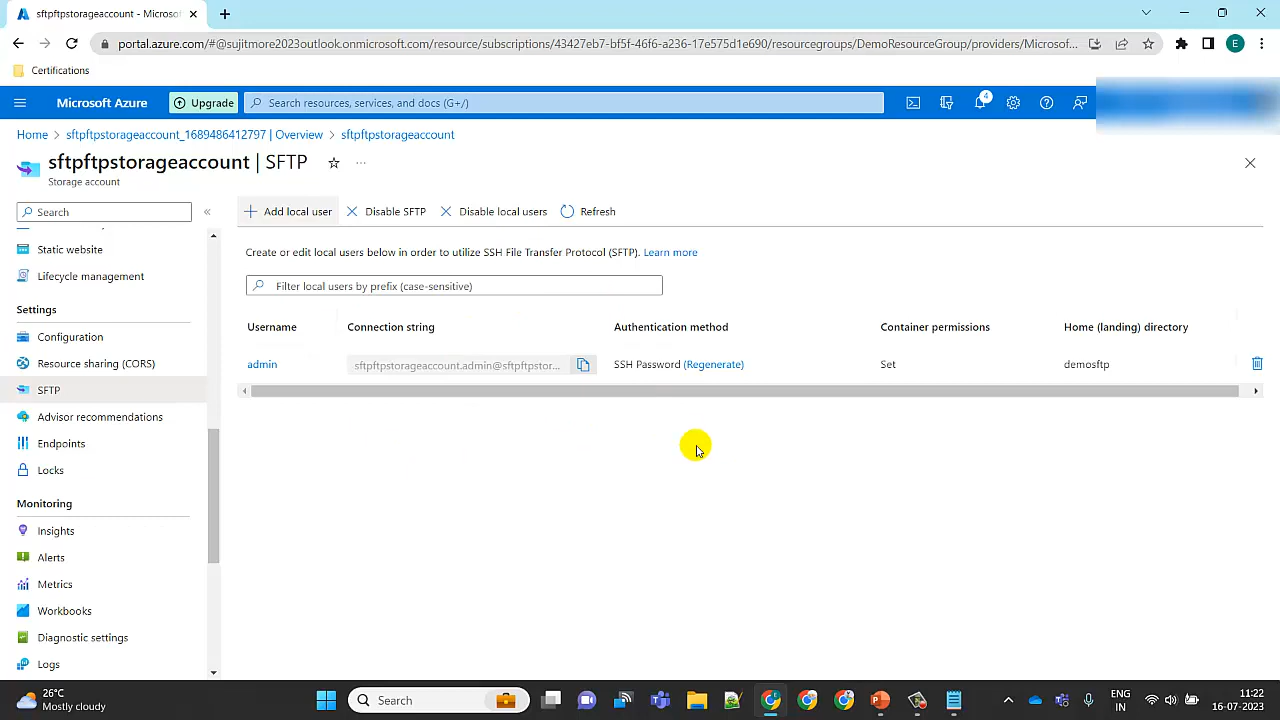 sftpftpstorageaccount - Microsof
portal.azure.com/#@sujitmore2023outlook.onmicrosoft.com/resource/subscriptions/43427eb7-bf5f-46f6-a236-17e575d1e690/resourcegroups/DemoResourceGroup/providers/Microsof...
E
Certifications
Microsoft Azure
Upgrade
Search resources, services, and docs (G+/)
4
Home > sftpftpstorageaccount_1689486412797 | Overview > sftpftpstorageaccount
sftpftpstorageaccount | SFTP
Storage account
Search
«
Add local user
Disable SFTP
Disable local users
Refresh
Static website
Lifecycle management
Settings
Configuration
Resource sharing (CORS)
SFTP
Advisor recommendations
Endpoints
Locks
Monitoring
Insights
Alerts
Metrics
Workbooks
Diagnostic settings
Logs
Create or edit local users below in order to utilize SSH File Transfer Protocol (SFTP). Learn more
Filter local users by prefix (case-sensitive)
Username Connection string Authentication method Container permissions Home (landing) directory
admin sftpftpstorageaccount.admin@sftpftpstor... SSH Password (Regenerate) Set demosftp
26°C
Mostly cloudy
Search
ENG
IN
11:22
16-07-2023